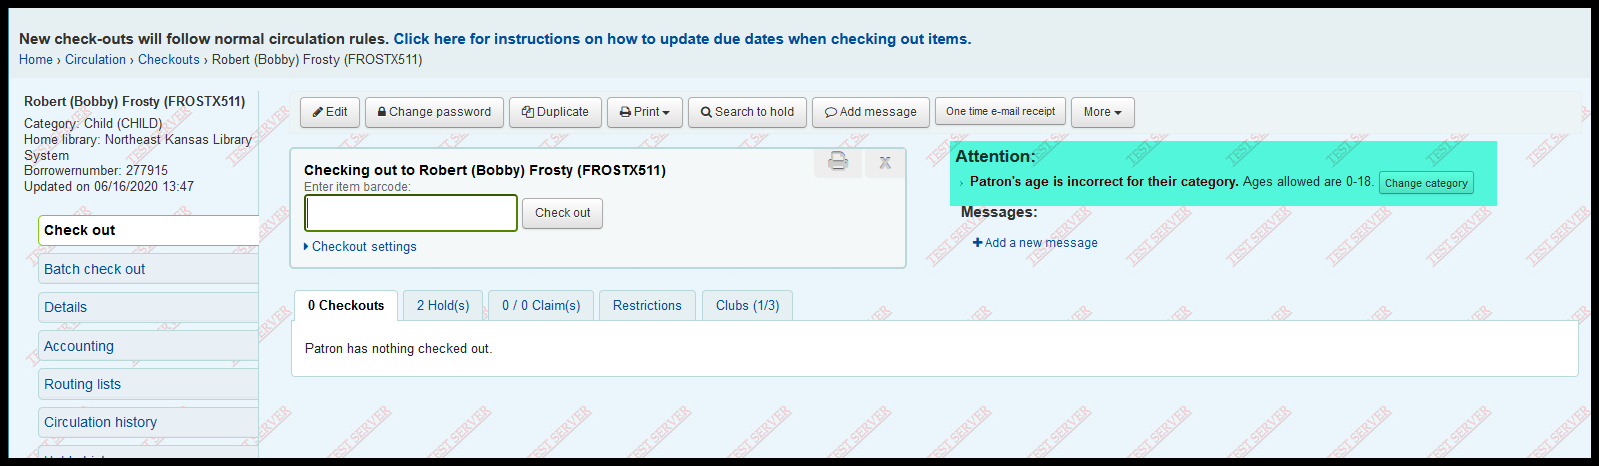 New check-outs will follow normal circulation rules. Click here for instructions on how to update due dates when checking out items.
Home › Circulation › Checkouts › Robert (Bobby) Frosty (FROSTX511)
Robert (Bobby) Frosty (FROSTX511)
Category: Child (CHILD)
Home library: Northeast Kansas Library
System
Borrowernumber: 277915
Updated on 06/16/2020 13:47
Check out
Batch check out
Details
Accounting
Routing lists
Circulation history
Edit
Change password
Duplicate
Print
Search to hold
Add message
One time e-mail receipt
More
Checking out to Robert (Bobby) Frosty (FROSTX511)
X
Enter item barcode:
Check out
Checkout settings
Attention:
› Patron's age is incorrect for their category. Ages allowed are 0-18. Change category
Messages:
Add a new message
0 Checkouts
2 Hold(s)
0 / 0 Claim(s)
Restrictions
Clubs (1/3)
Patron has nothing checked out.
TEST SERVER